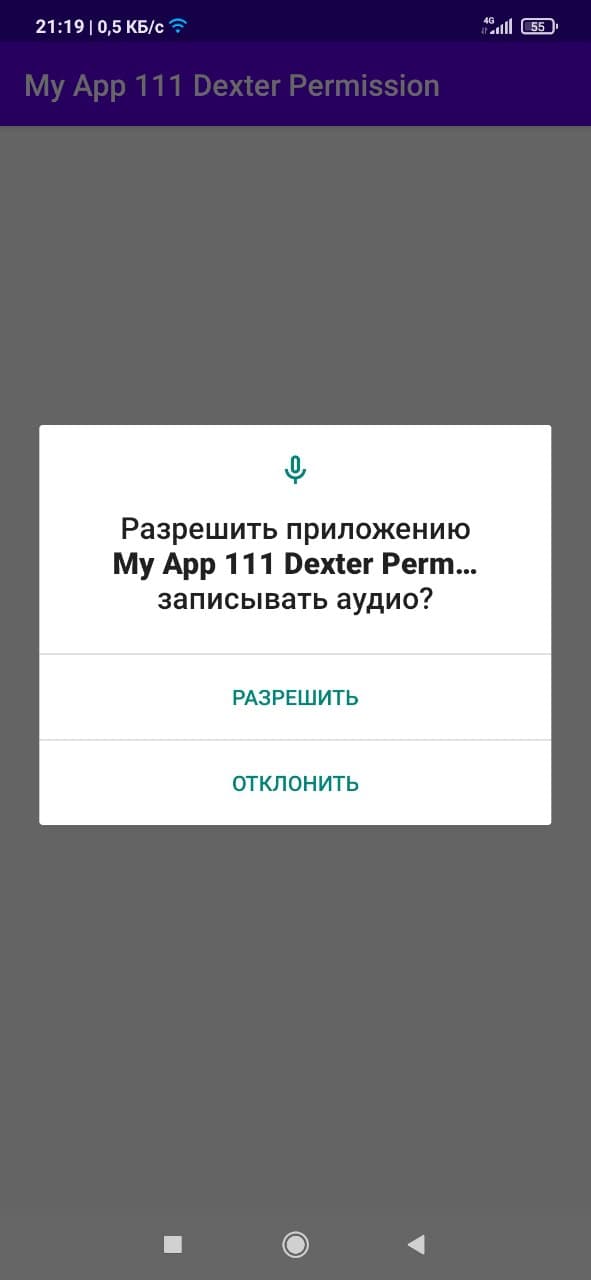 21:19 | 0,5 КБ/с
4G
55
My App 111 Dexter Permission
Разрешить приложению
My App 111 Dexter Perm...
записывать аудио?
РАЗРЕШИТЬ
ОТКЛОНИТЬ